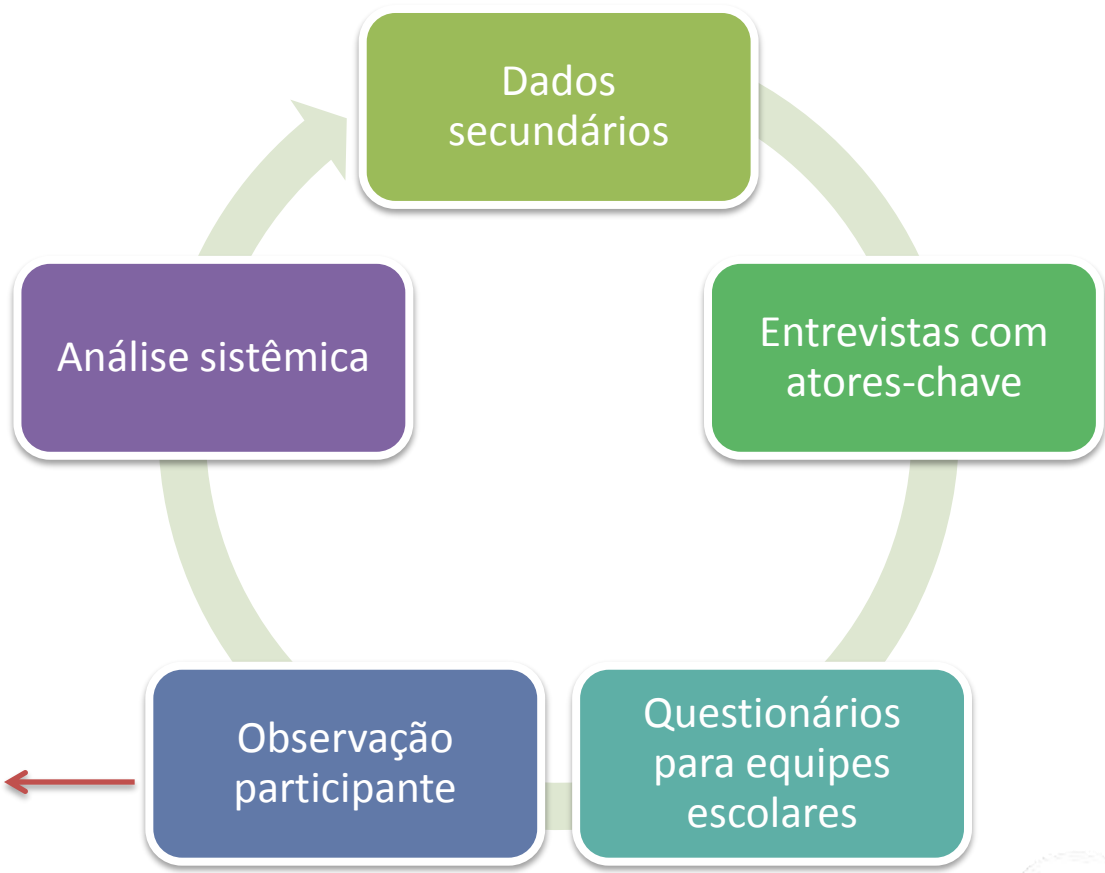 Dados
secundários
Entrevistas com
atores-chave
Questionários
para equipes
escolares
Observação
participante
Análise sistêmica